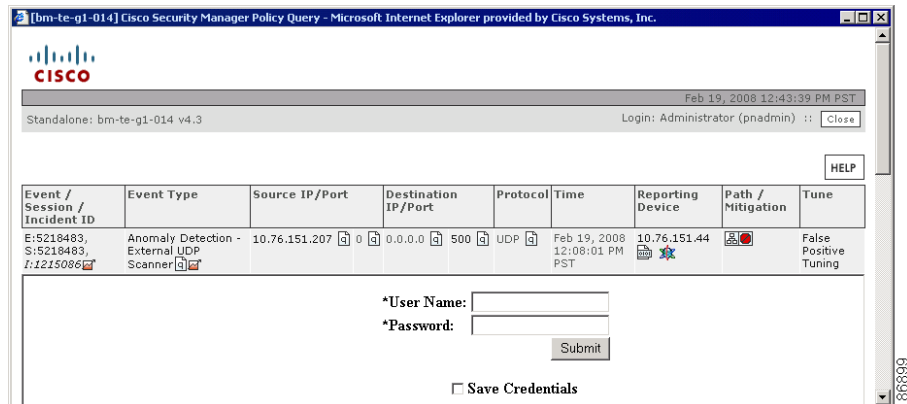 [bm-te-g1-014] Cisco Security Manager Policy Query - Microsoft Internet Explorer provided by Cisco Systems, Inc.
CISCO
Feb 19, 2008 12:43:39 PM PST
Standalone: bm-te-g1-014 v4.3
Login: Administrator (pnadmin) :: Close
HELP
Event / Session / Incident ID
Event Type
Source IP/Port
Destination IP/Port
Protocol
Time
Reporting Device
Path / Mitigation
Tune
E:5218483, S:5218483, I:1215086
Anomaly Detection - External UDP Scanner q
10.76.151.207 q 0 q
0.0.0.0 q 500 q
UDP q
Feb 19, 2008 12:08:01 PM PST
10.76.151.44
False Positive Tuning
*User Name:
*Password:
Submit
Save Credentials
86899